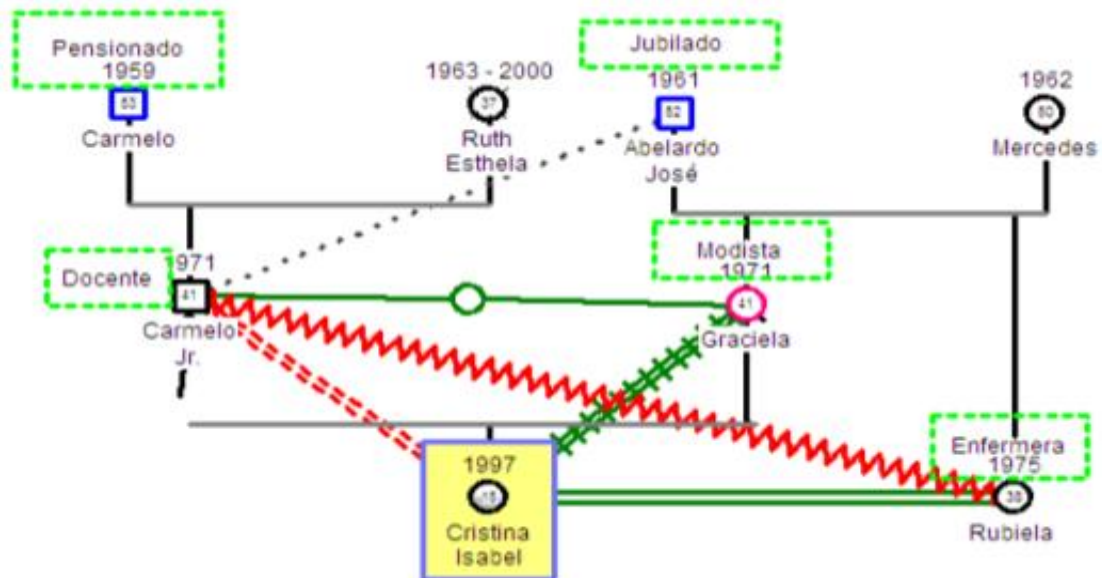 Pensionado
1959
53
Carmelo
1963 - 2000
37
Ruth
Esthela
Jubilado
1961
52
Abelardo
José
1962
50
Mercedes
Docente
1971
41
Carmelo
Jr.
Modista
1971
41
Graciela
1997
15
Cristina
Isabel
Enfermera
1975
38
Rubiela